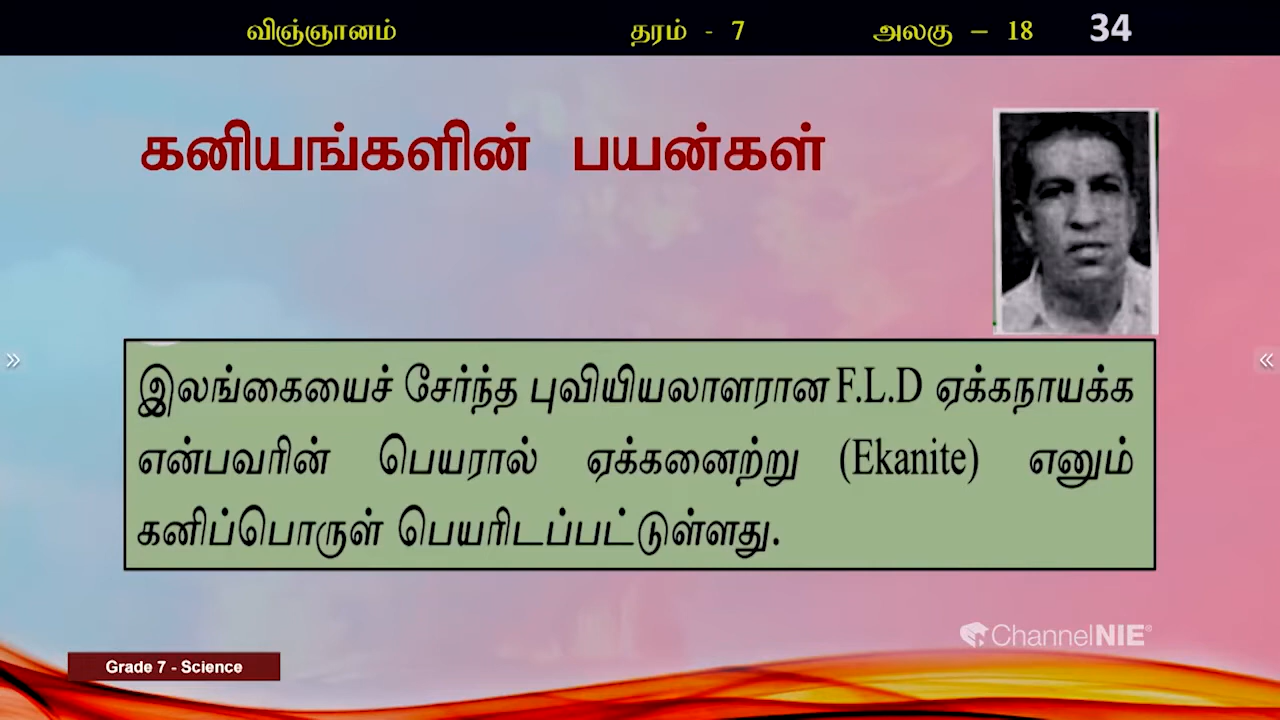 விஞ்ஞானம் தரம் - 7 அலகு – 18 34
கனியங்களின் பயன்கள்
இலங்கையைச் சேர்ந்த புவியியலாளரான F.L.D ஏக்கநாயக்க
என்பவரின் பெயரால் ஏக்கனைற்று (Ekanite) எனும்
கனிப்பொருள் பெயரிடப்பட்டுள்ளது.
ChannelNIE®
Grade 7 - Science